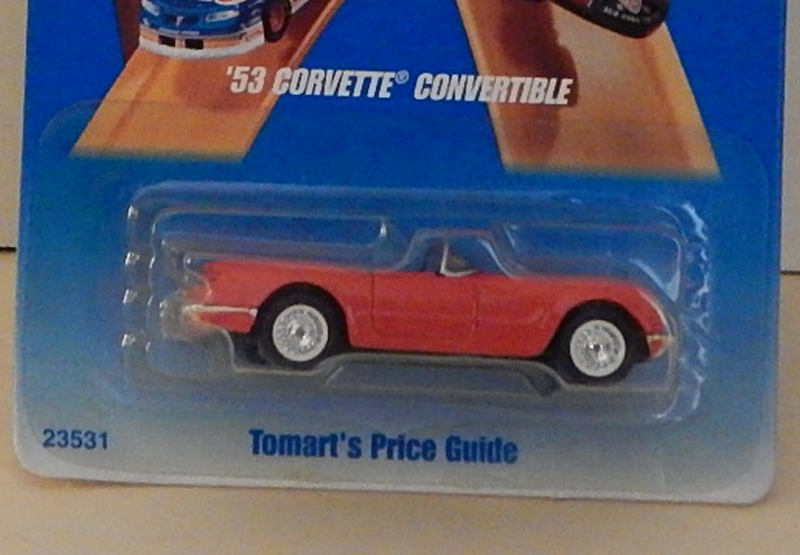 '53 CORVETTE® CONVERTIBLE
23531
Tomart's Price Guide